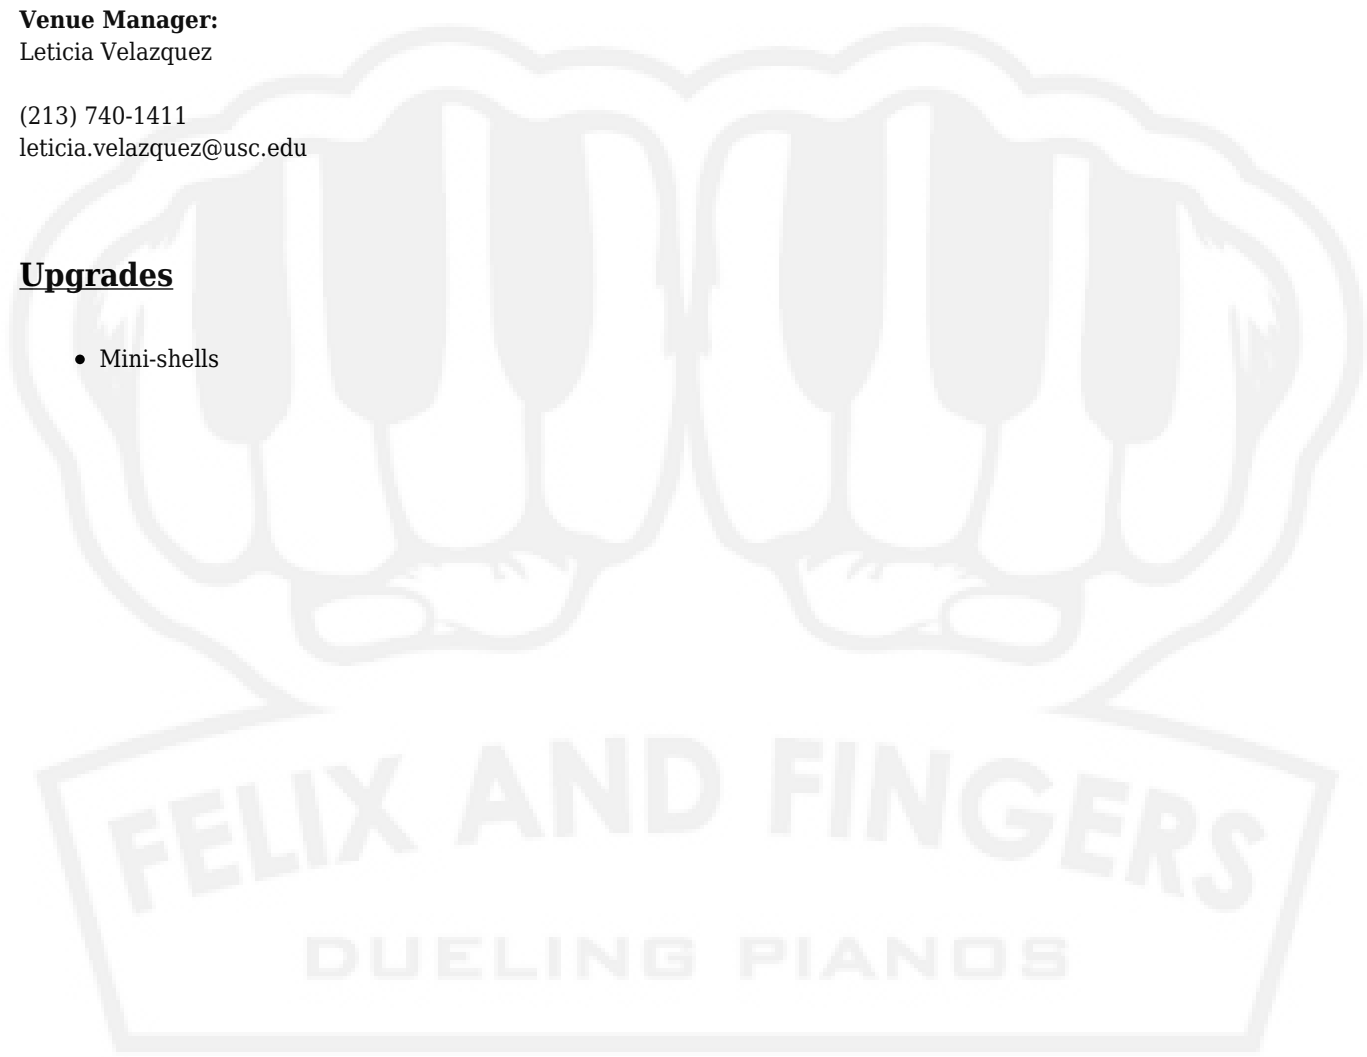 Venue Manager:
Leticia Velazquez
(213) 740-1411
leticia.velazquez@usc.edu
Upgrades
• Mini-shells
FELIX AND FINGERS
DUELING PIANOS